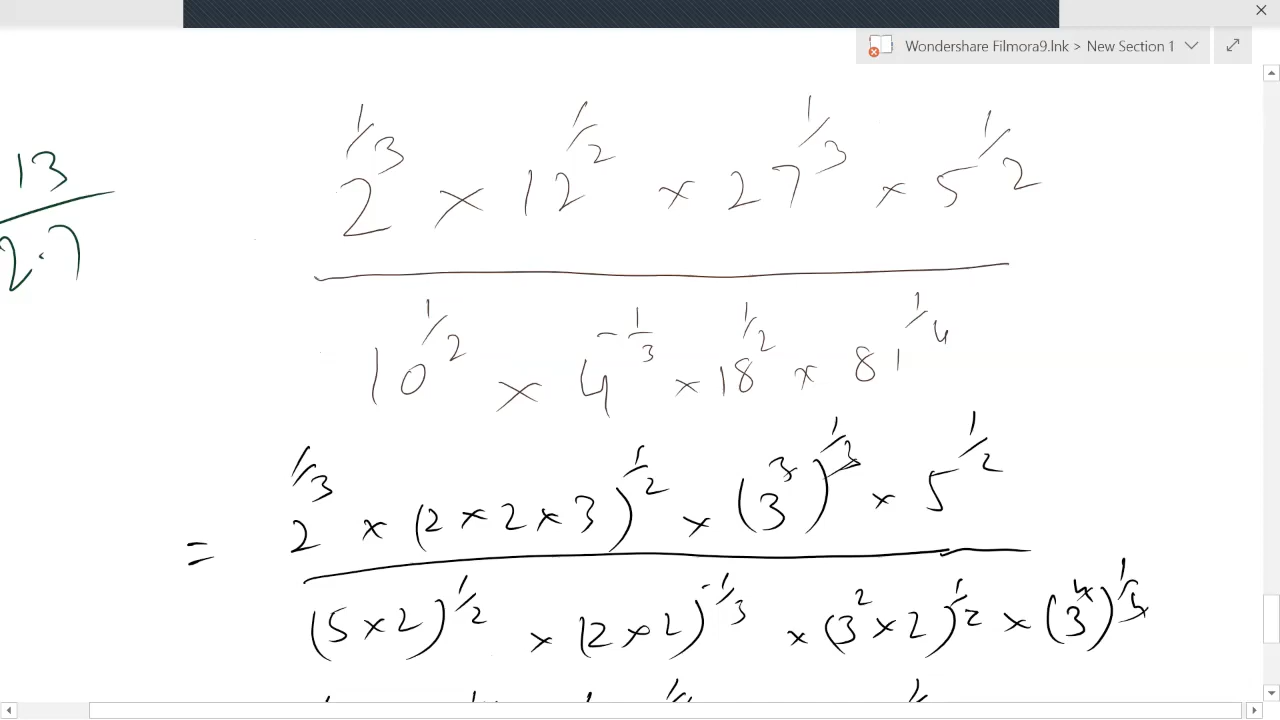 Wondershare Filmora9.lnk > New Section 1
13
2.7
2^1/3 × 12^1/2 × 27^1/3 × 5^1/2
10^1/2 × 4^-1/3 × 18^1/2 × 81^1/4
= 2^1/3 × (2 × 2 × 3)^1/2 × (3^3)^1/3 × 5^1/2
(5 × 2)^1/2 × (2 × 2)^-1/3 × (3^2 × 2)^1/2 × (3^4)^1/4